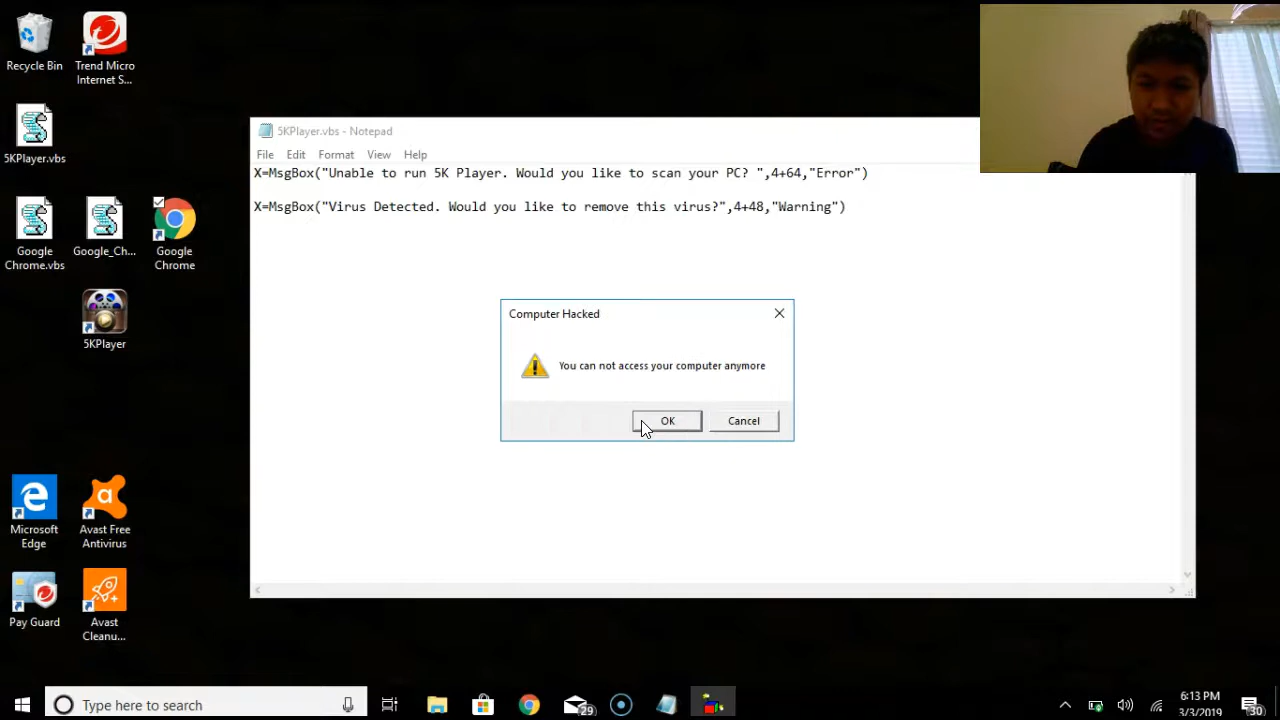 Recycle Bin
Trend Micro
Internet S...
5KPlayer.vbs
Google
Chrome.vbs
Google_Ch...
Google
Chrome
5KPlayer
Microsoft
Edge
Avast Free
Antivirus
Pay Guard
Avast
Cleanu...
5KPlayer.vbs - Notepad
File Edit Format View Help
X=MsgBox("Unable to run 5K Player. Would you like to scan your PC? ",4+64,"Error")
X=MsgBox("Virus Detected. Would you like to remove this virus?",4+48,"Warning")
Computer Hacked
You can not access your computer anymore
OK Cancel
Type here to search
29
6:13 PM
3/3/2019
30